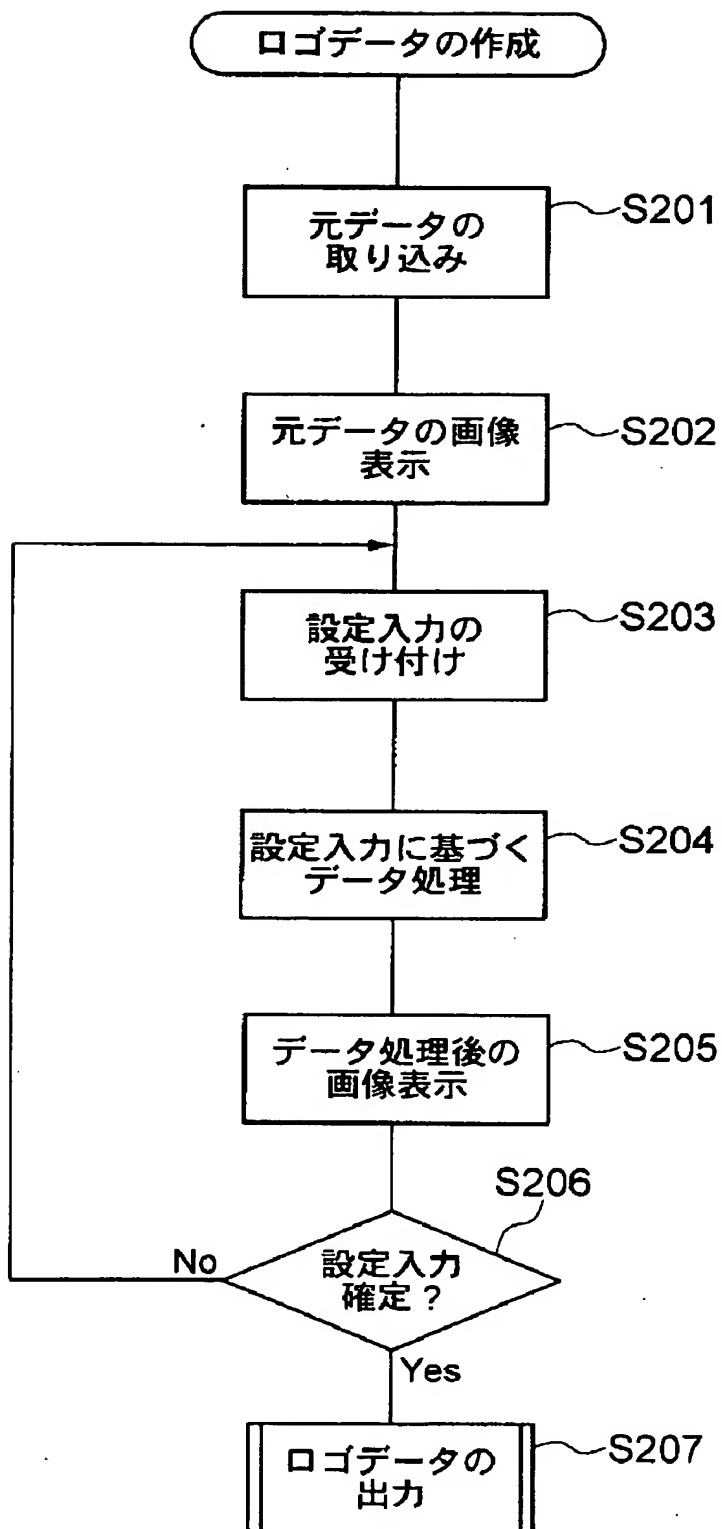 ロゴデータの作成
元データの
取り込み
S201
元データの画像
表示
S202
設定入力の
受け付け
S203
設定入力に基づく
データ処理
S204
データ処理後の
画像表示
S205
S206
設定入力
確定？
No
Yes
ロゴデータの
出力
S207